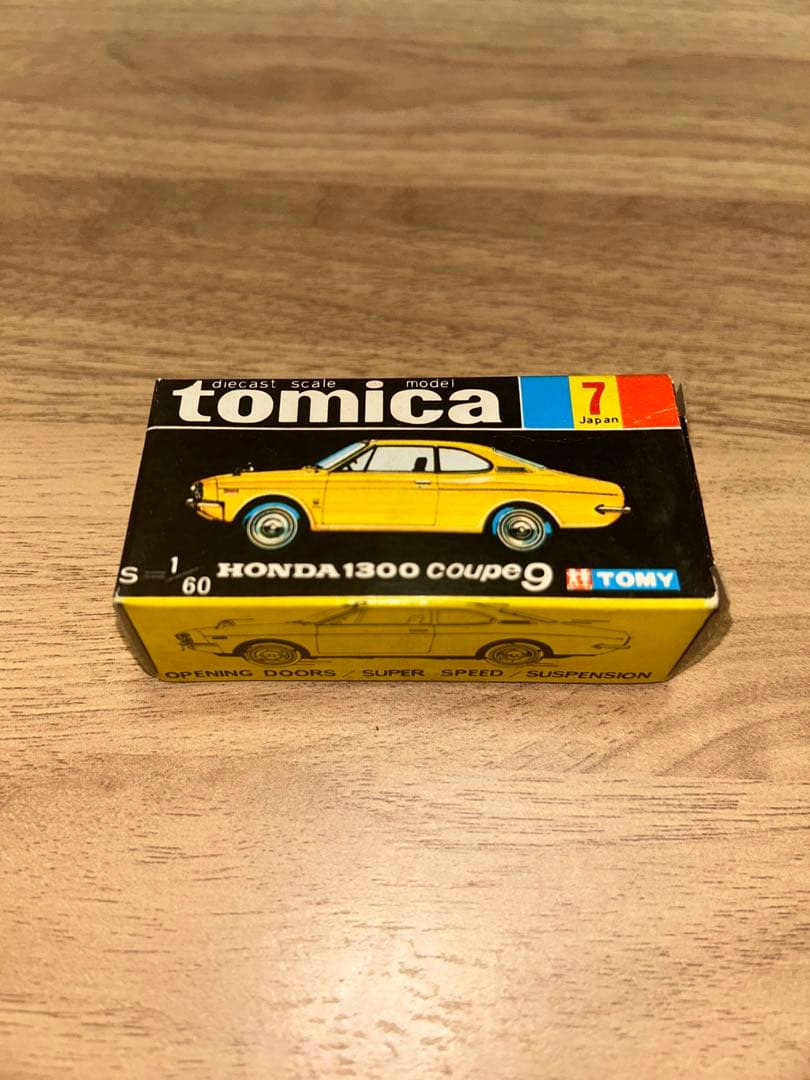 diecast scale model
tomica
7
Japan
S=1/60
HONDA1300 coupe9
TOMY
OPENING DOORS / SUPER SPEED / SUSPENSION